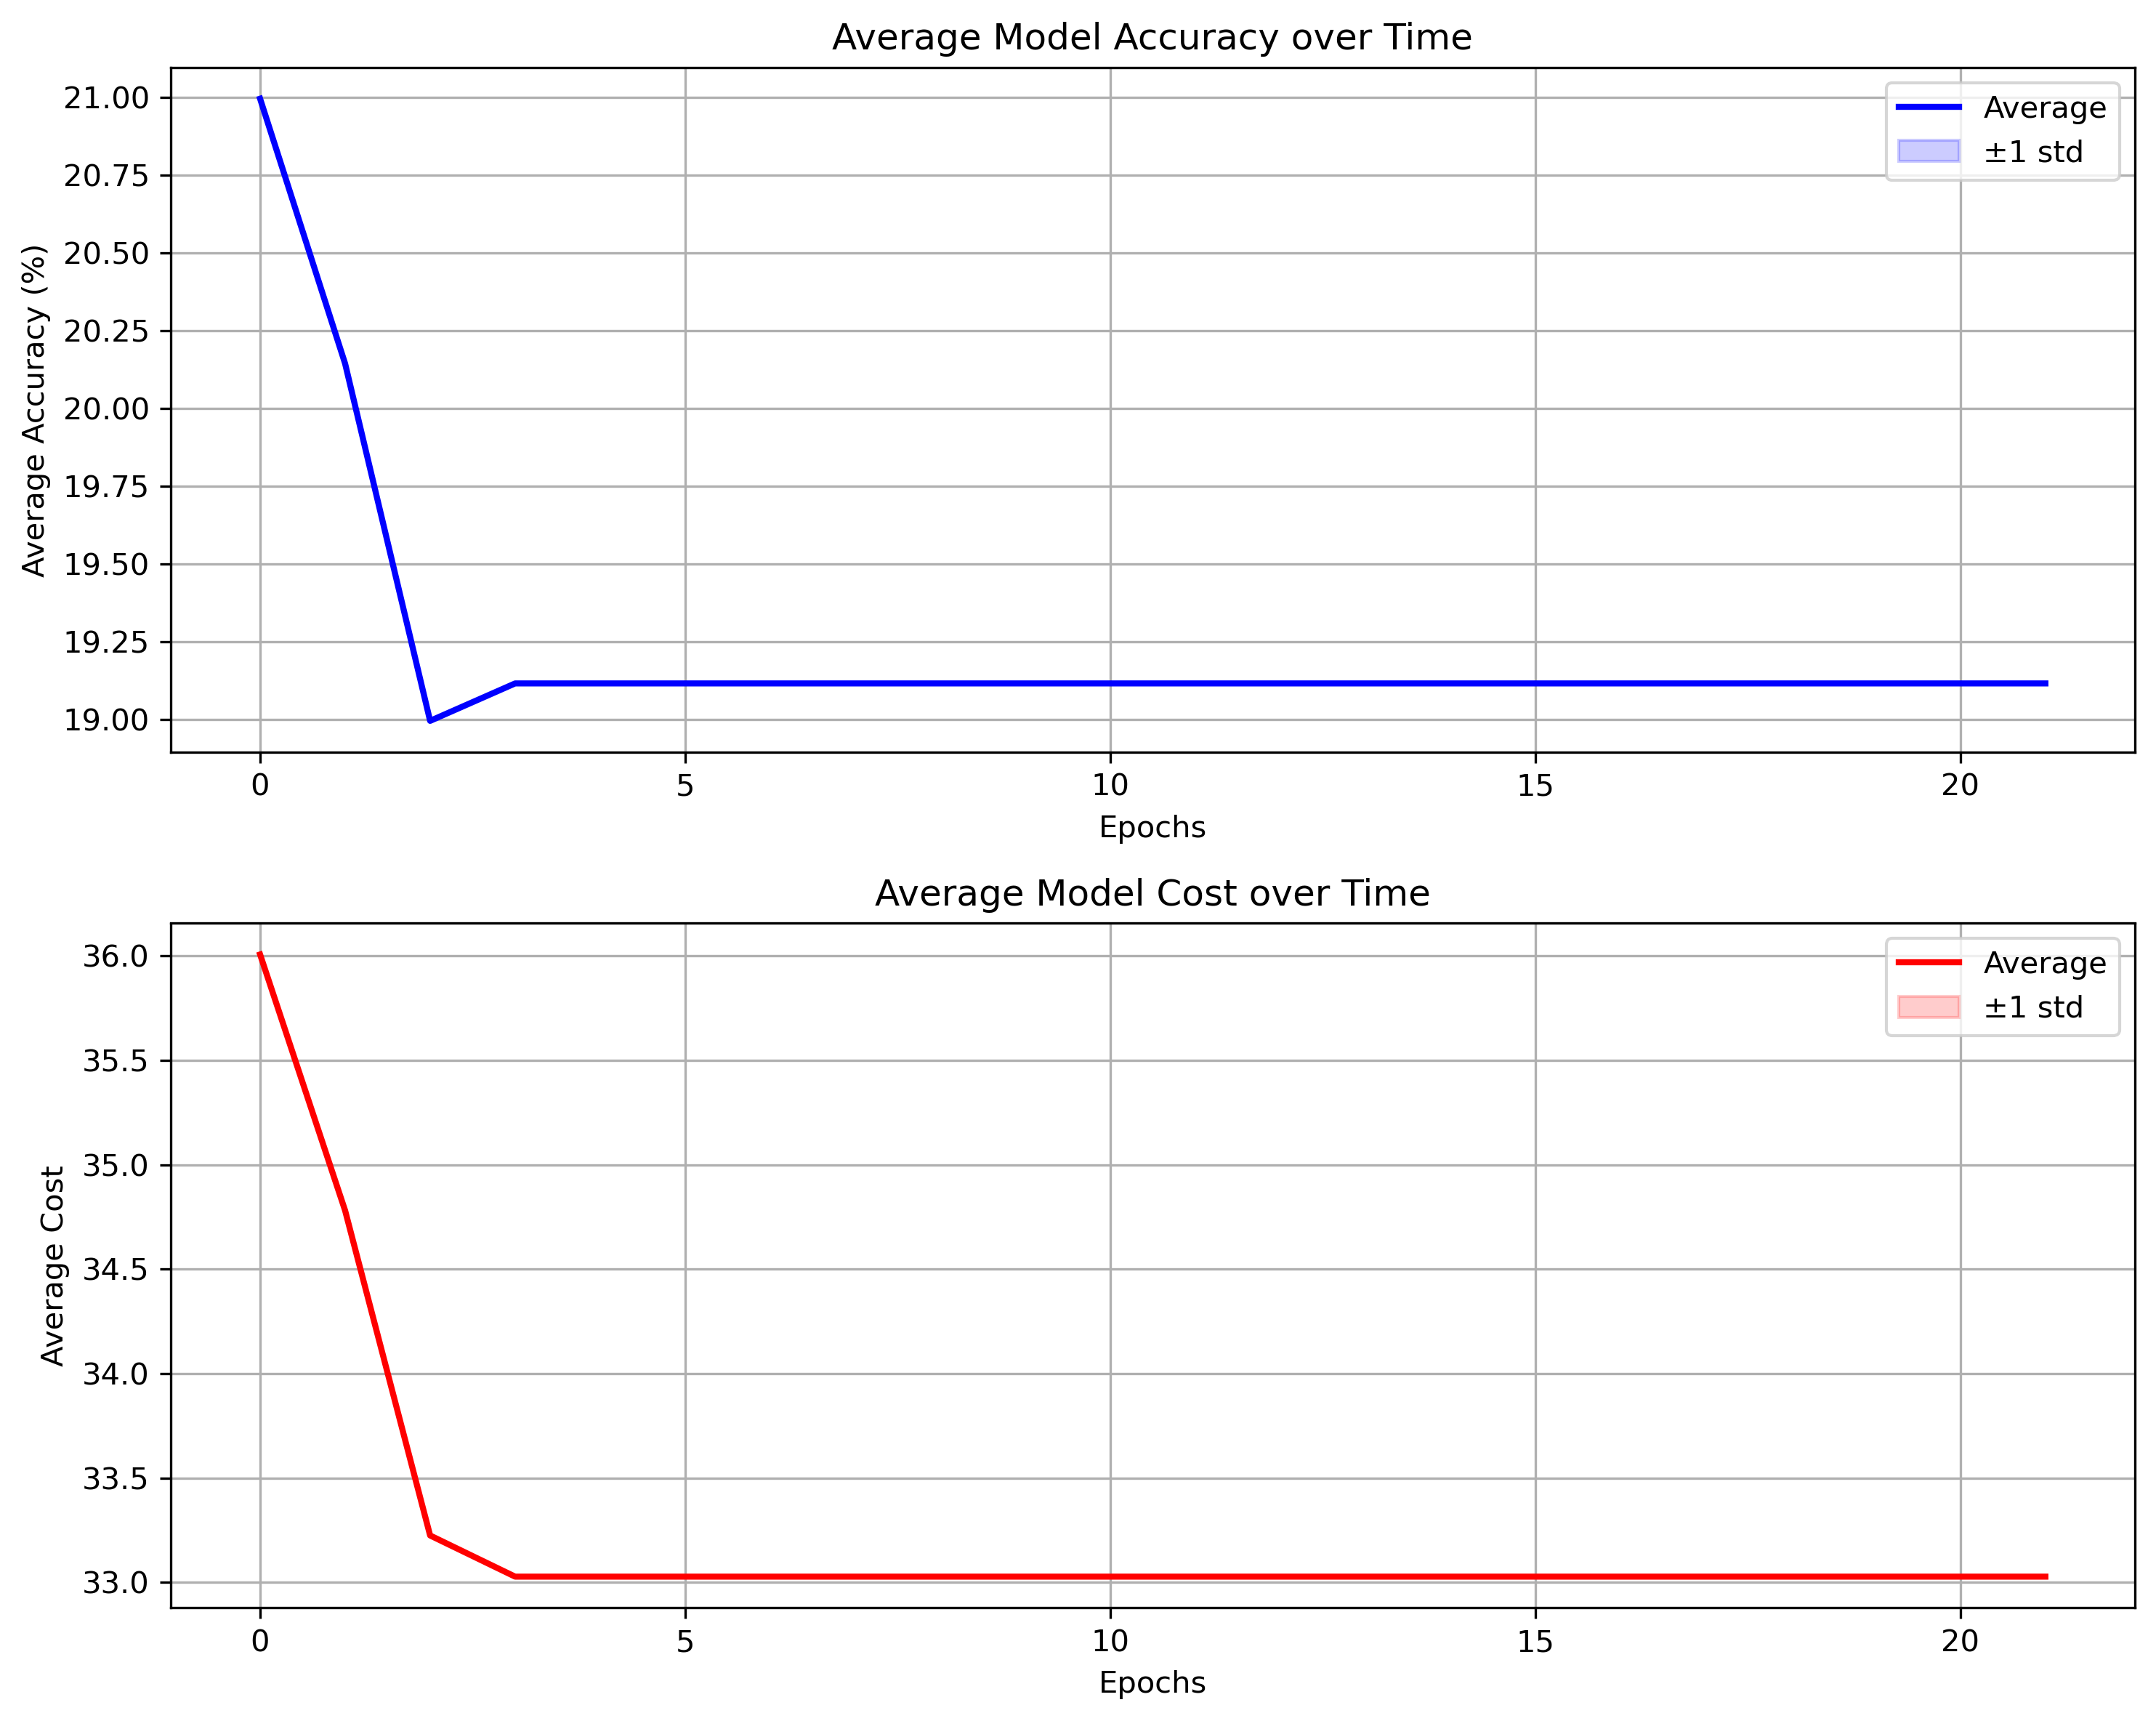 Average Model Accuracy over Time
Average Accuracy (%)
21.00
20.75
20.50
20.25
20.00
19.75
19.50
19.25
19.00
Average
±1 std
0 5 10 15 20
Epochs
Average Model Cost over Time
Average Cost
36.0
35.5
35.0
34.5
34.0
33.5
33.0
Average
±1 std
0 5 10 15 20
Epochs